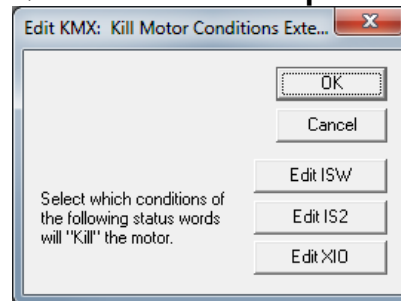 Edit KMX: Kill Motor Conditions Exte...
OK
Cancel
Edit ISW
Select which conditions of
the following status words
will "Kill" the motor.
Edit IS2
Edit XIO